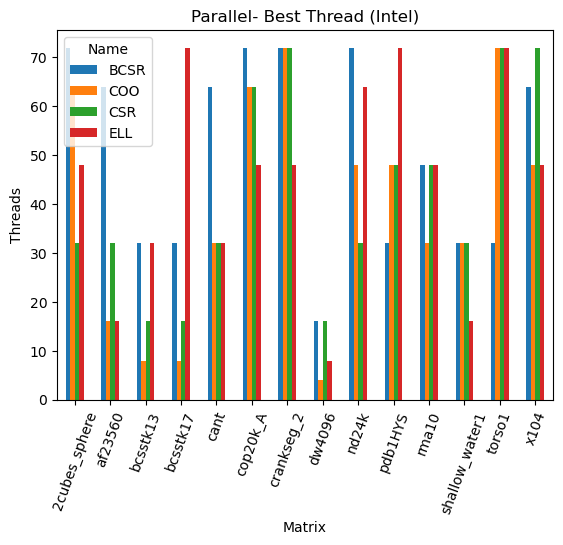 Parallel- Best Thread (Intel)
Name
BCSR
COO
CSR
ELL
Threads
70
60
50
40
30
20
10
0
2cubes_sphere
af23560
bcsstk13
bcsstk17
cant
cop20k_A
crankseg_2
dw4096
nd24k
pdb1HYS
rma10
shallow_water1
torso1
x104
Matrix